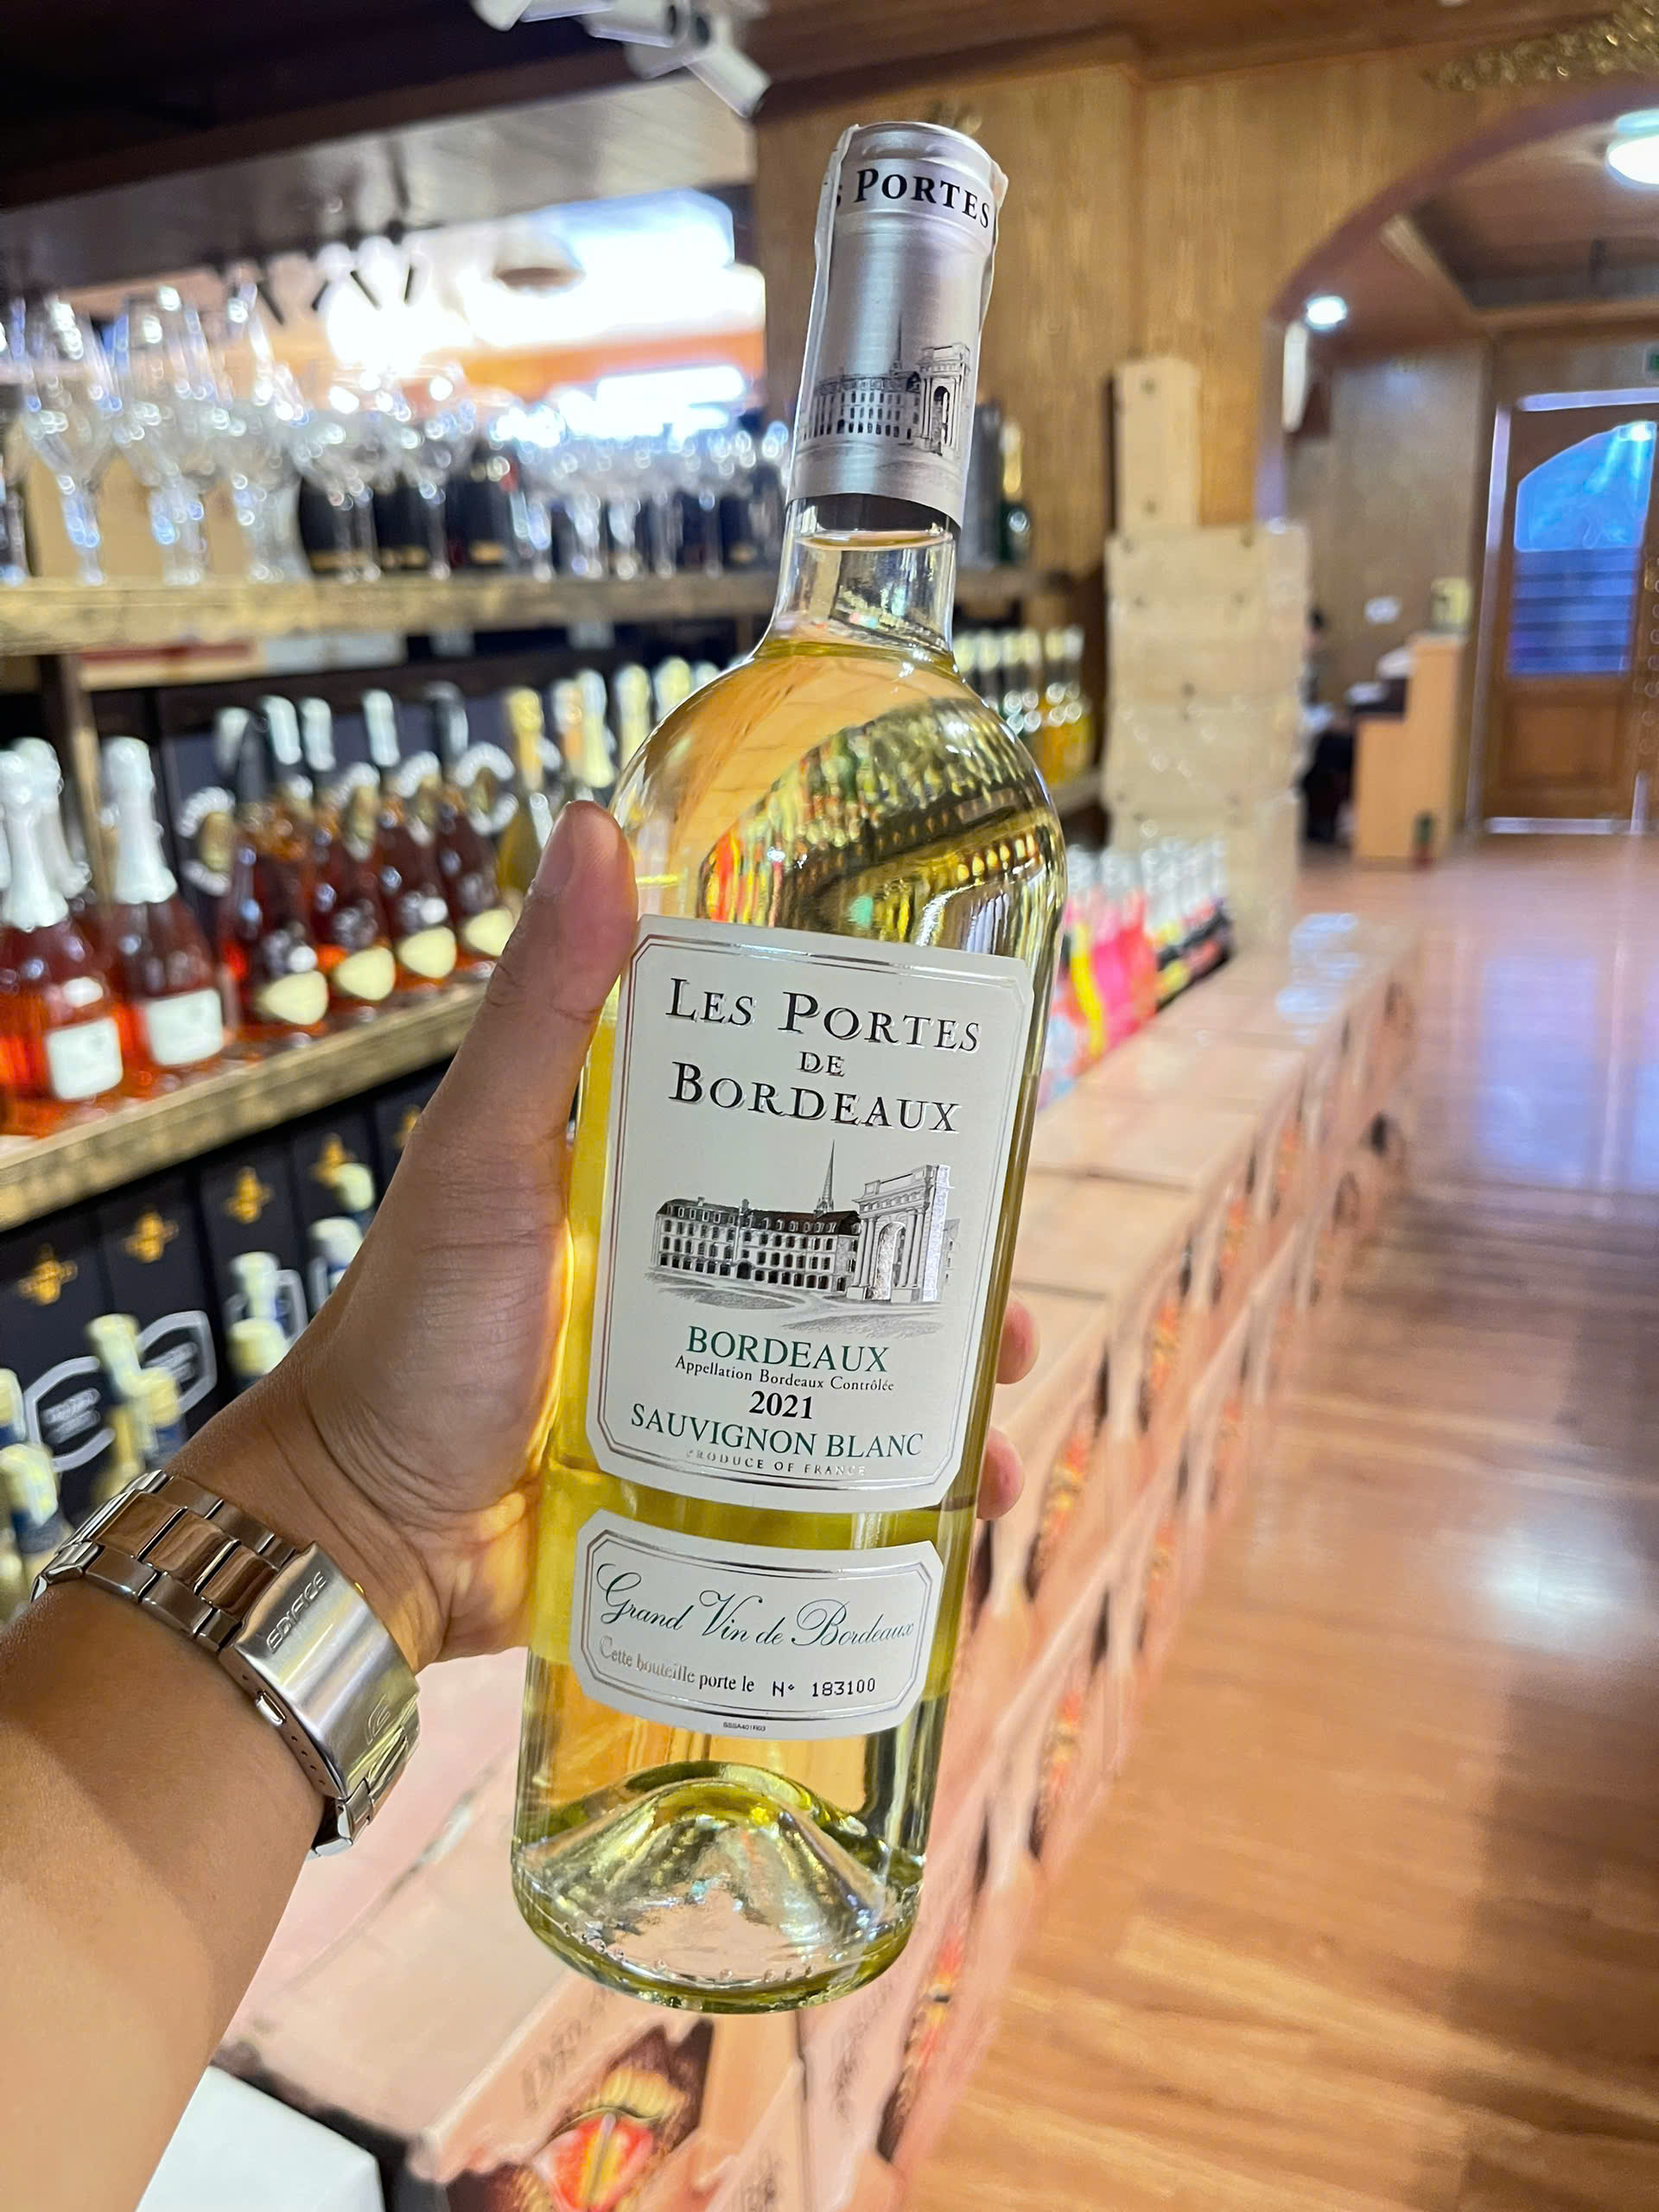 PORTES
LES PORTES
DE
BORDEAUX
BORDEAUX
Appellation Bordeaux Contrôlée
2021
SAUVIGNON BLANC
PRODUCE OF FRANCE
Grand Vin de Bordeaux
Cette bouteille porte le N° 183100
EDIFICE